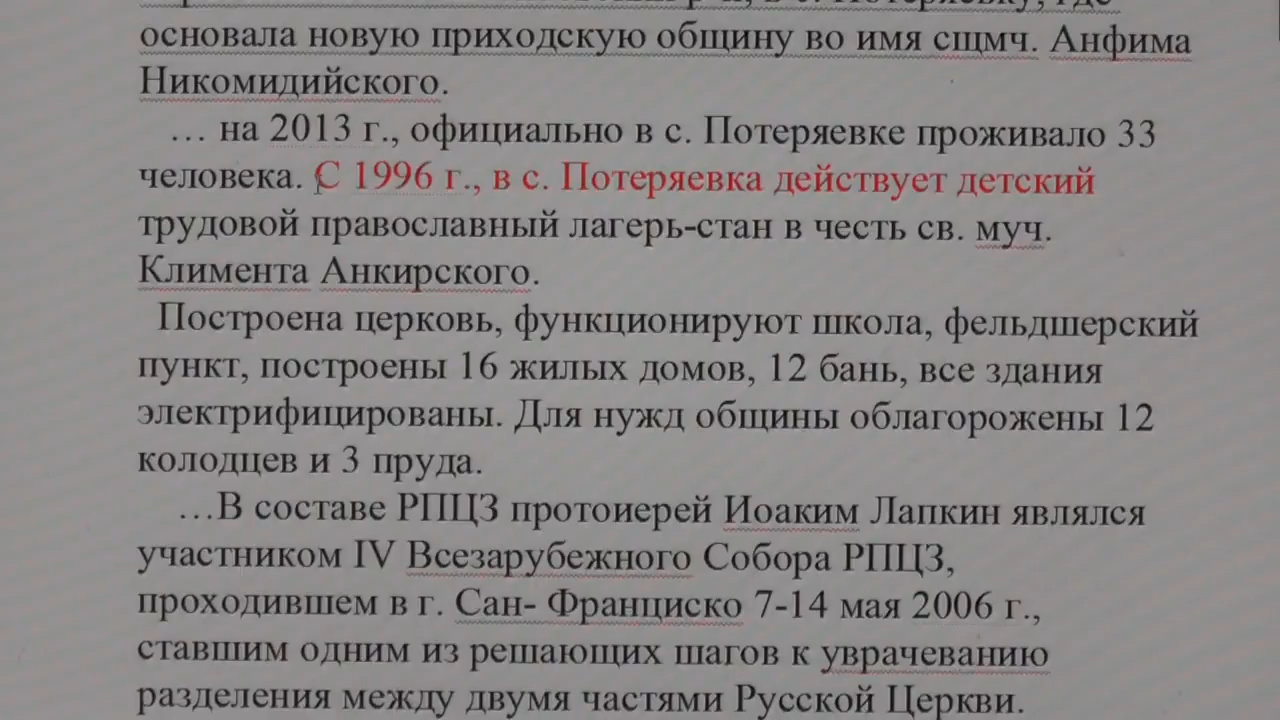 основала новую приходскую общину во имя сщмч. Анфима
Никомидийского.
… на 2013 г., официально в с. Потеряевке проживало 33
человека. С 1996 г., в с. Потеряевка действует детский
трудовой православный лагерь-стан в честь св. муч.
Климента Анкирского.
Построена церковь, функционируют школа, фельдшерский
пункт, построены 16 жилых домов, 12 бань, все здания
электрифицированы. Для нужд общины облагорожены 12
колодцев и 3 пруда.
…В составе РПЦЗ протоиерей Иоаким Лапкин являлся
участником IV Всезарубежного Собора РПЦЗ,
проходившем в г. Сан- Франциско 7-14 мая 2006 г.,
ставшим одним из решающих шагов к уврачеванию
разделения между двумя частями Русской Церкви.